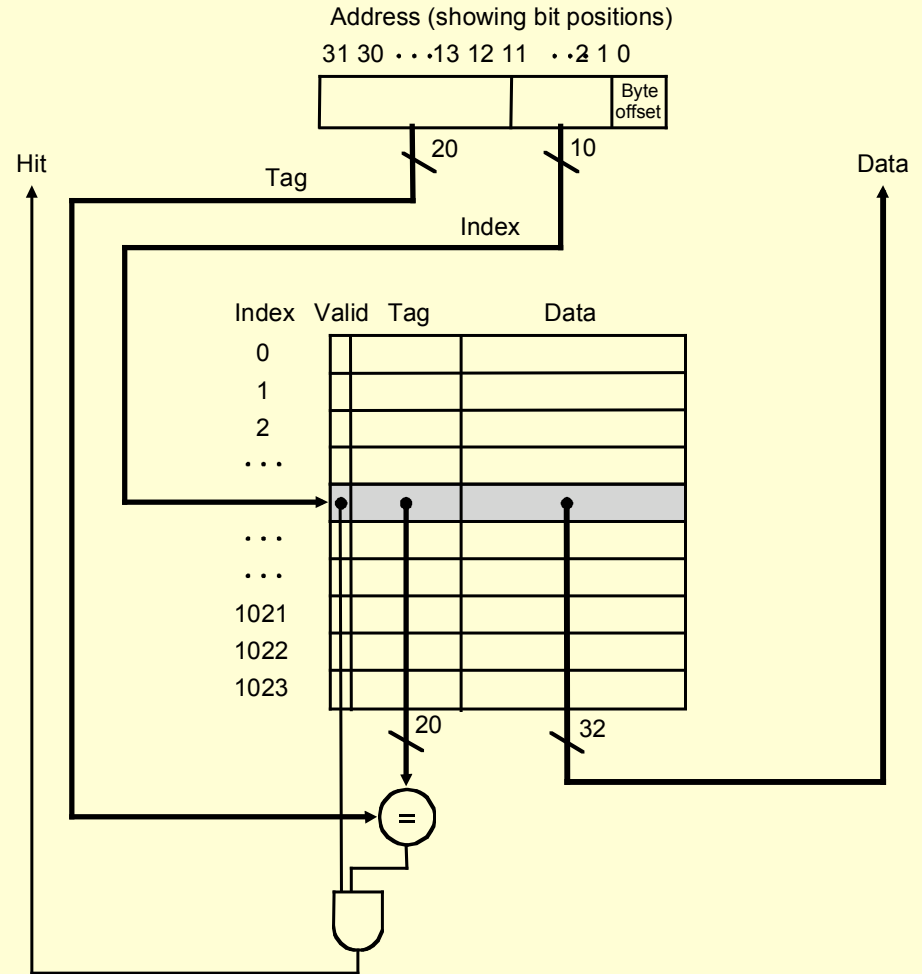 Address (showing bit positions)
31 30 · · · 13 12 11 · · · 2 1 0
Byte
offset
20
10
Hit
Data
Tag
Index
Index Valid Tag Data
0
1
2
· · ·
· · ·
· · ·
1021
1022
1023
20
32
=